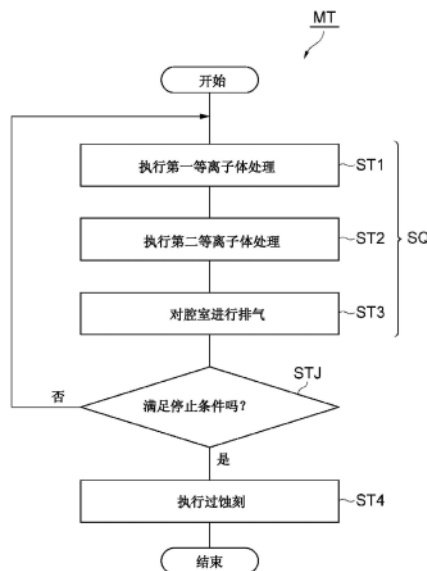 MT
开始
执行第一等离子体处理
ST1
执行第二等离子体处理
ST2
SQ
对腔室进行排气
ST3
STJ
满足停止条件吗？
否
是
执行过蚀刻
ST4
结束